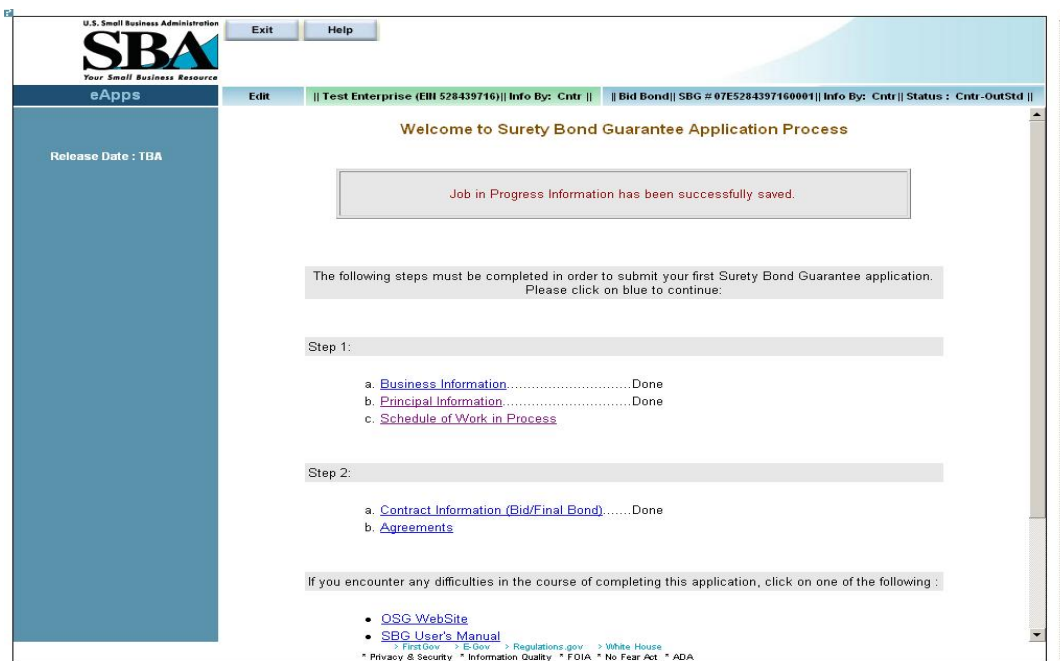 U.S. Small Business Administration
SBA
Your Small Business Resource
Exit Help
eApps
Edit || Test Enterprise (EIN 528439716)|| Info By: Cntr || || Bid Bond|| SBG # 07E5284397160001|| Info By: Cntr|| Status : Cntr-OutStd ||
Release Date : TBA
Welcome to Surety Bond Guarantee Application Process
Job in Progress Information has been successfully saved.
The following steps must be completed in order to submit your first Surety Bond Guarantee application.
Please click on blue to continue:
Step 1:
a. Business Information..............................Done
b. Principal Information...............................Done
c. Schedule of Work in Process
Step 2:
a. Contract Information (Bid/Final Bond).......Done
b. Agreements
If you encounter any difficulties in the course of completing this application, click on one of the following :
• OSG WebSite
• SBG User's Manual
> FirstGov > E-Gov > Regulations.gov > White House
* Privacy & Security * Information Quality * FOIA * No Fear Act * ADA